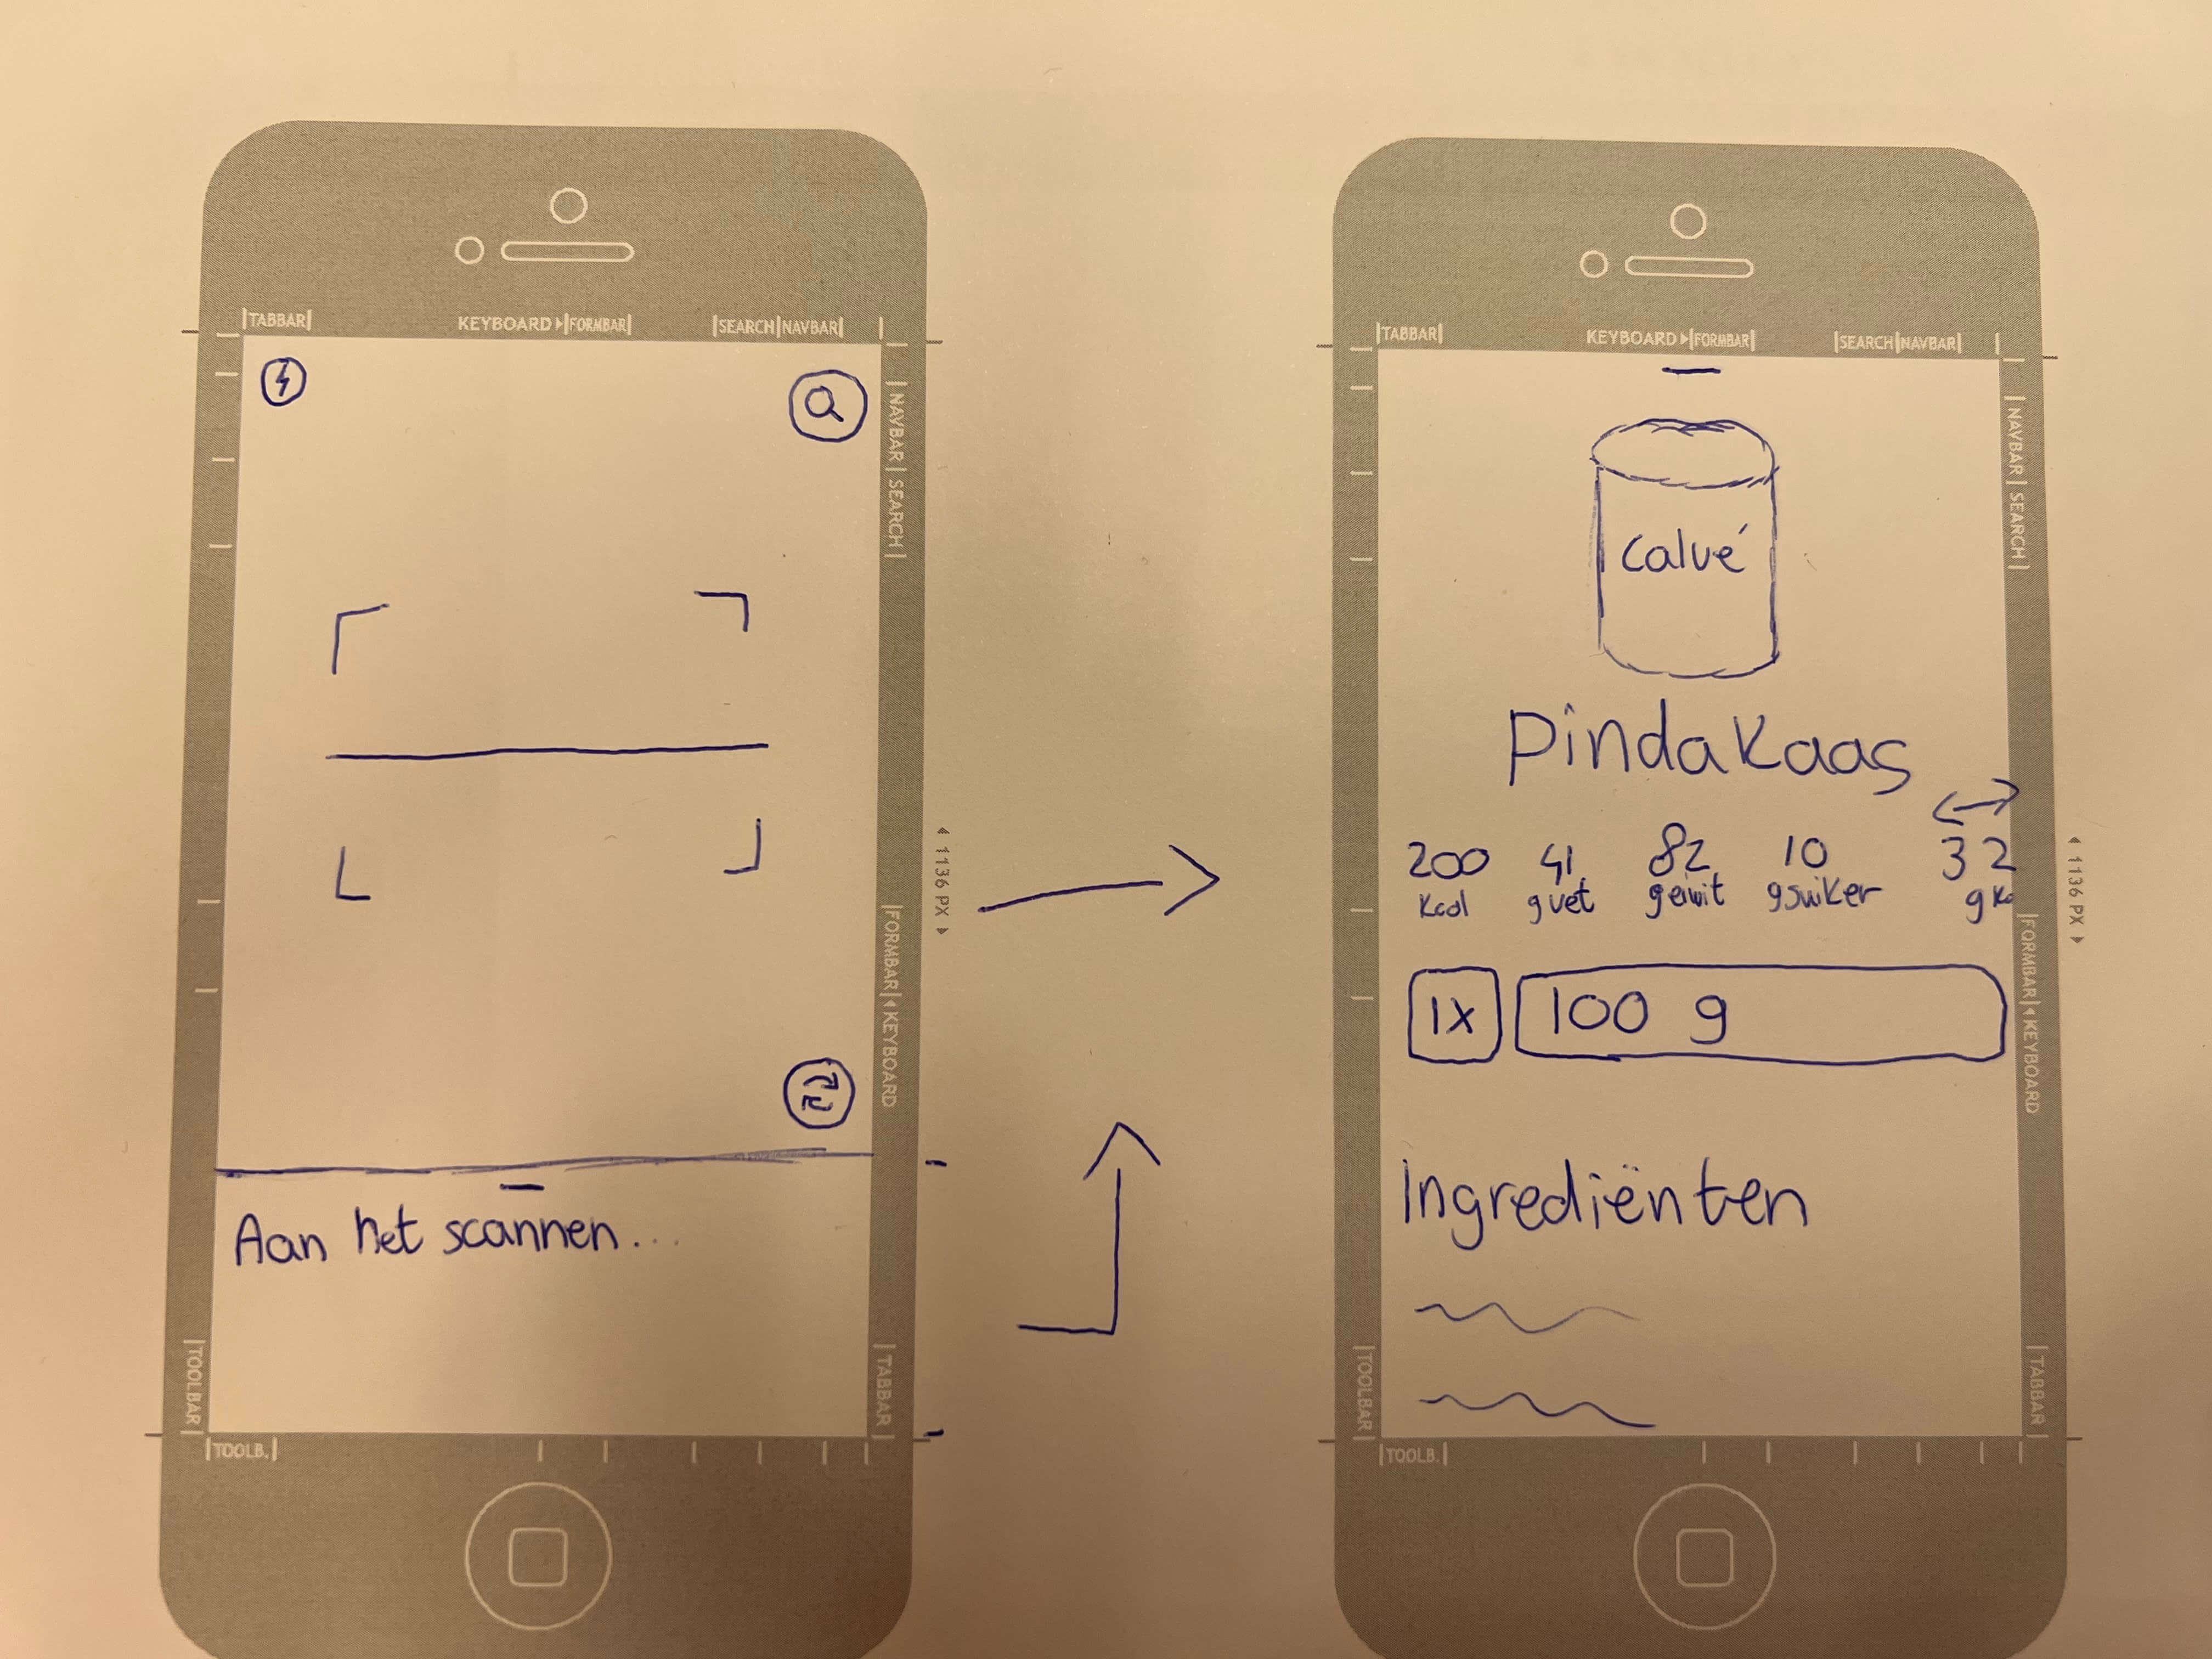 TABBAR KEYBOARD FORMBAR SEARCH NAVBAR
NAVBAR SEARCH
Aan het scannen...
FORMBAR KEYBOARD
TOOLBAR
TABBAR
TOOLB.
1136 PX
TABBAR KEYBOARD FORMBAR SEARCH NAVBAR
NAVBAR SEARCH
Calvé
Pindakaas
200 41 82 10 32
kcal g vet g eiwit g suiker g ko
1x 100 g
Ingrediënten
FORMBAR KEYBOARD
TOOLBAR
TABBAR
TOOLB.
1136 PX